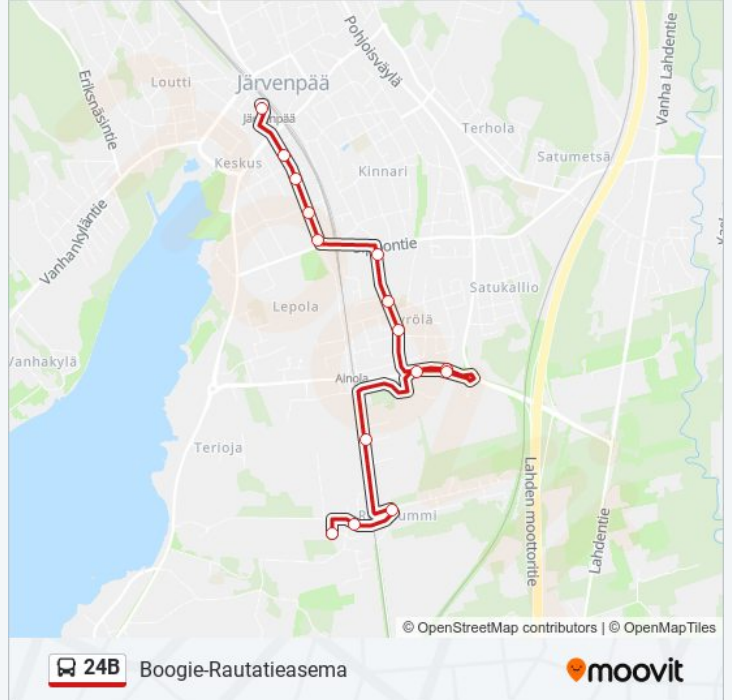 Pohjoisväylä
Vanha Lahdentie
Eriksnäsintie
Loutti
Järvenpää
Terhola
Keskus
Kinnari
Satumetsä
Vanhankyläntie
Satukallio
Lepola
Vanhakylä
Ainola
Terioja
Lahden moottoritie
Lahdentie
© OpenStreetMap contributors | © OpenMapTiles
24B Boogie-Rautatieasema
moovit